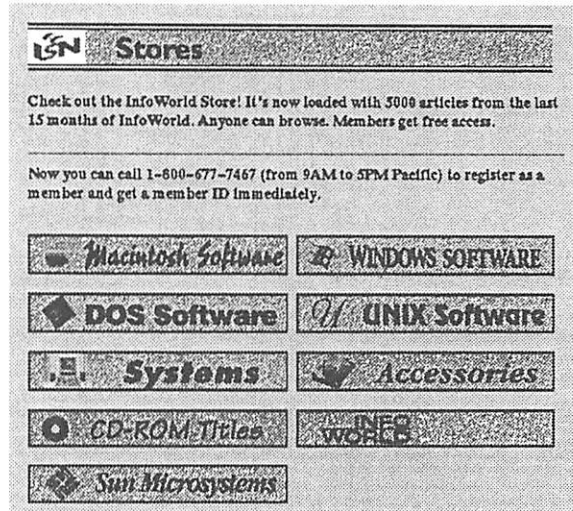 ISN Stores
Check out the InfoWorld Store! It's now loaded with 5000 articles from the last
15 months of InfoWorld. Anyone can browse. Members get free access.
Now you can call 1-800-677-7467 (from 9AM to 5PM Pacific) to register as a
member and get a member ID immediately.
Macintosh Software WINDOWS SOFTWARE
DOS Software UNIX Software
Systems Accessories
CD-ROM Titles INFO
WORLD
Sun Microsystems